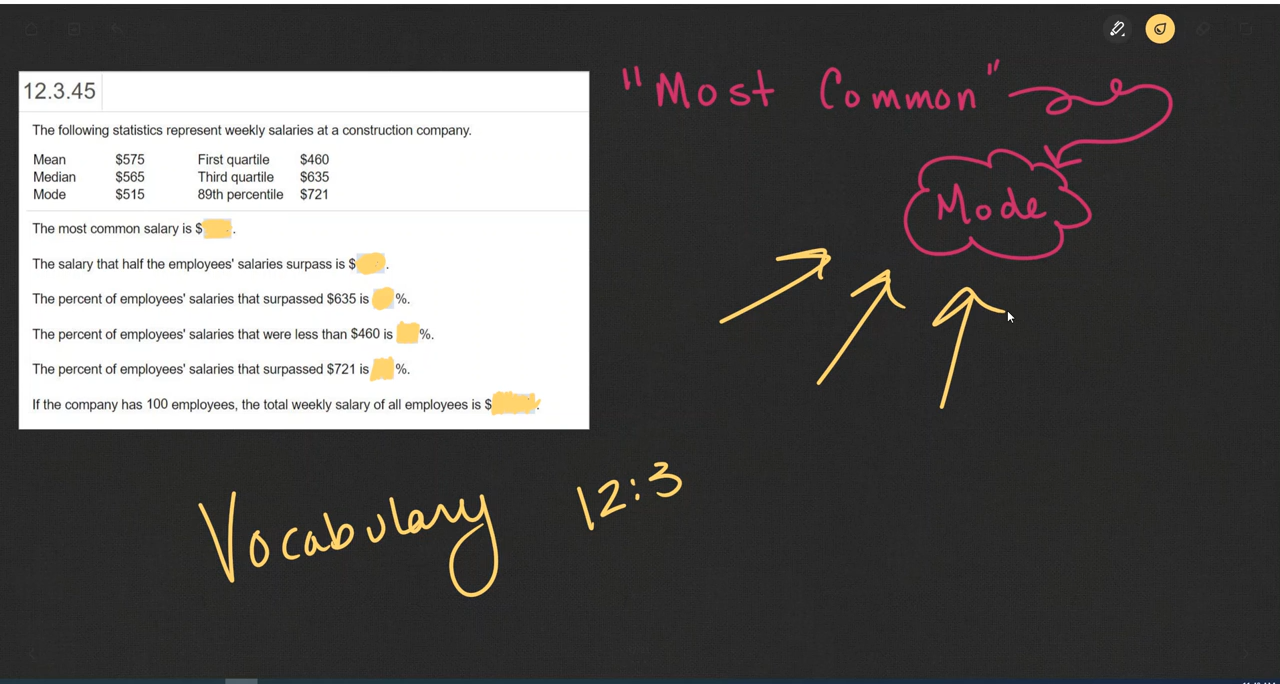 12.3.45
The following statistics represent weekly salaries at a construction company.
Mean $575 First quartile $460
Median $565 Third quartile $635
Mode $515 89th percentile $721
The most common salary is $ .
The salary that half the employees' salaries surpass is $ .
The percent of employees' salaries that surpassed $635 is %.
The percent of employees' salaries that were less than $460 is %.
The percent of employees' salaries that surpassed $721 is %.
If the company has 100 employees, the total weekly salary of all employees is $ .
"Most Common"
Mode
Vocabulary 12:3